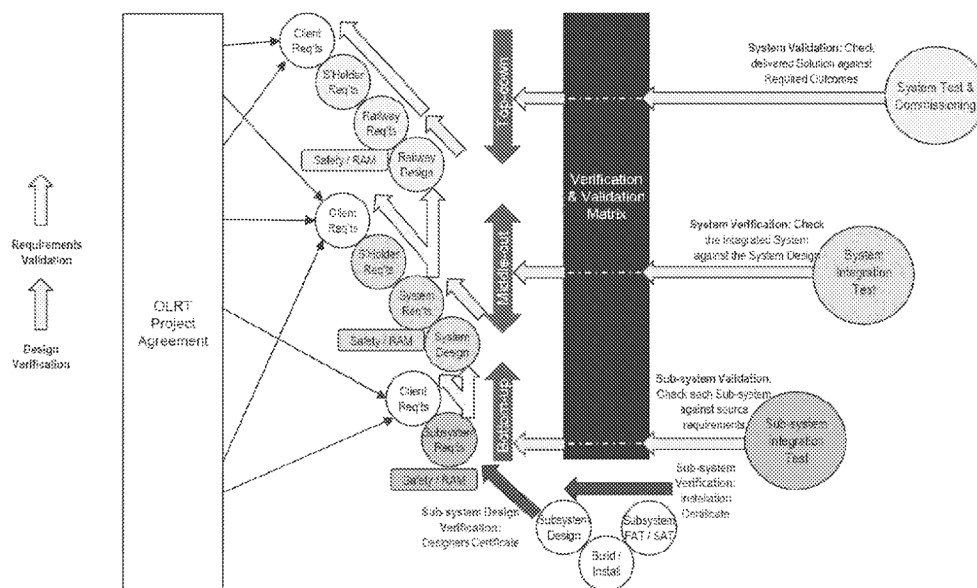 Requirements
Validation
Design
Verification
OLRT
Project
Agreement
Client
Req'ts
S'Holder
Req'ts
Railway
Req'ts
Safety / RAM
Railway
Design
Client
Req'ts
S'Holder
Req'ts
System
Req'ts
Safety / RAM
System
Design
Client
Req'ts
Subsystem
Req'ts
Safety / RAM
Top-down
Middle-out
Bottom-up
Verification
& Validation
Matrix
System Validation: Check
delivered Solution against
Required Outcomes
System Test &
Commissioning
System Verification: Check
the Integrated System
against the System Design
System
Integration
Test
Sub-system Validation.
Check each Sub-system
against source
requirements.
Sub-system
Integration
Test
Sub-system
Verification:
Installation
Certificate
Sub-system Design
Verification:
Designers Certificate
Subsystem
Design
Build /
Install
Subsystem
FAT / SAT